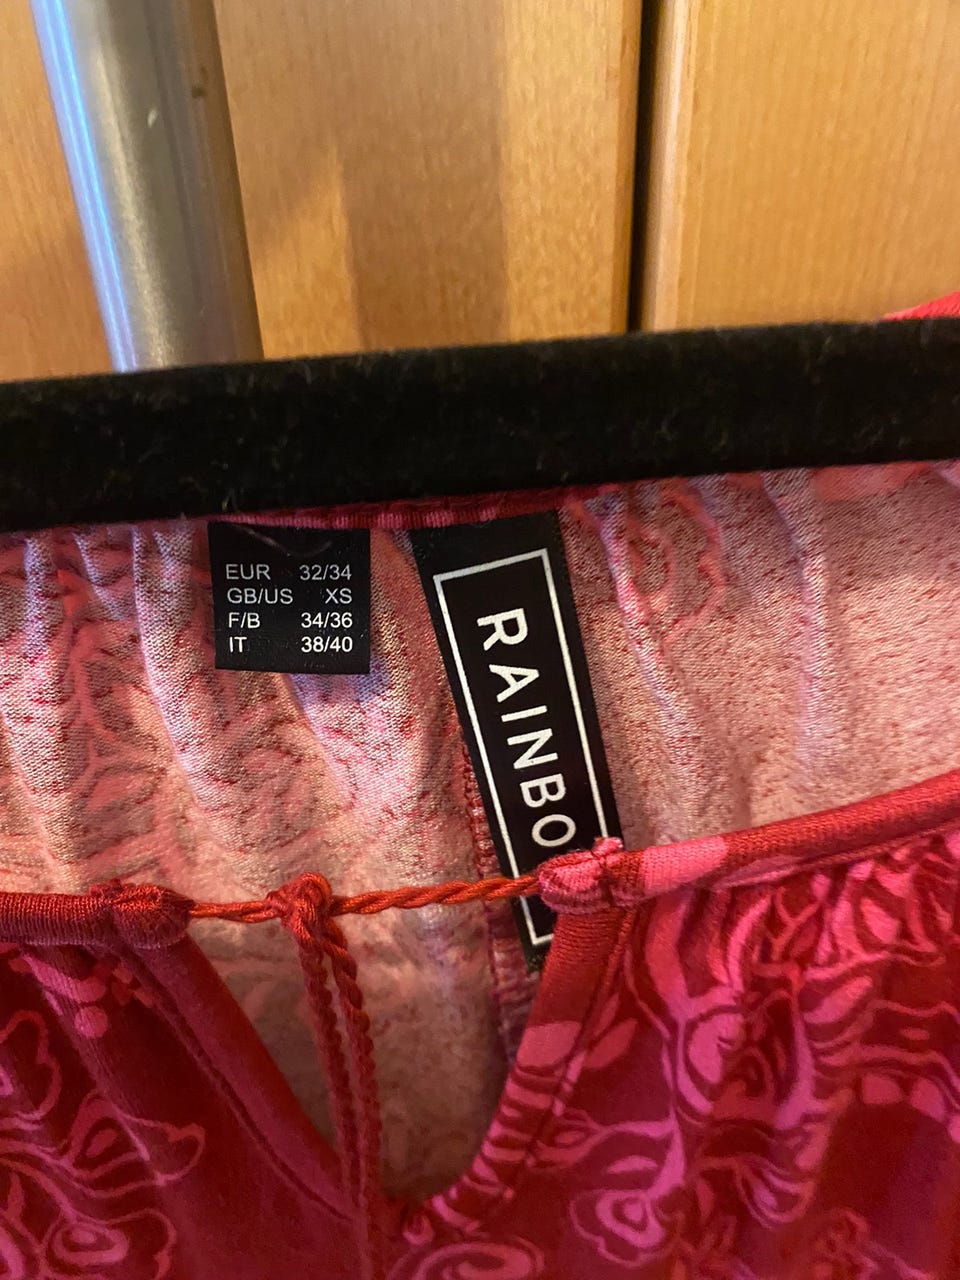 EUR 32/34
GB/US XS
F/B 34/36
IT 38/40
RAINBO